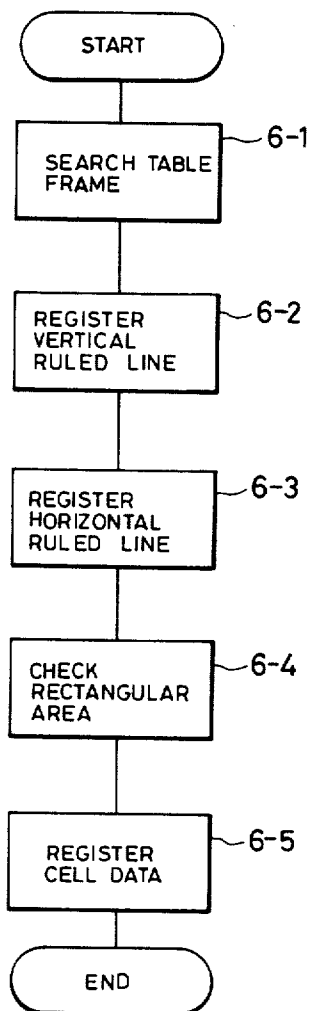 START
6-1
SEARCH TABLE
FRAME
6-2
REGISTER
VERTICAL
RULED LINE
6-3
REGISTER
HORIZONTAL
RULED LINE
6-4
CHECK
RECTANGULAR
AREA
6-5
REGISTER
CELL DATA
END